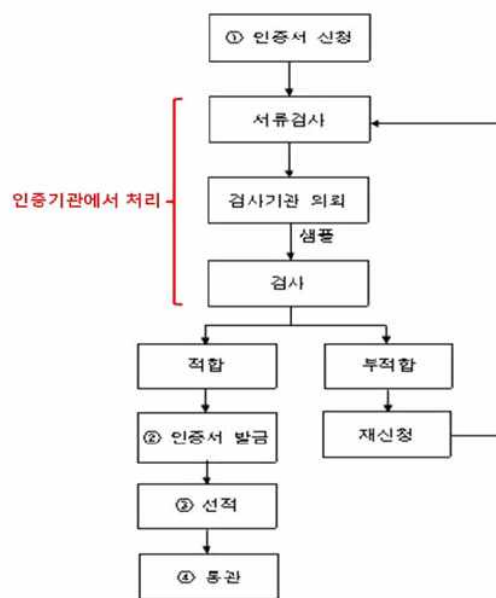 ① 인증서 신청
서류검사
인증기관에서 처리
검사기관 의뢰
샘플
검사
적합
부적합
② 인증서 발금
재신청
③ 선적
④ 통관